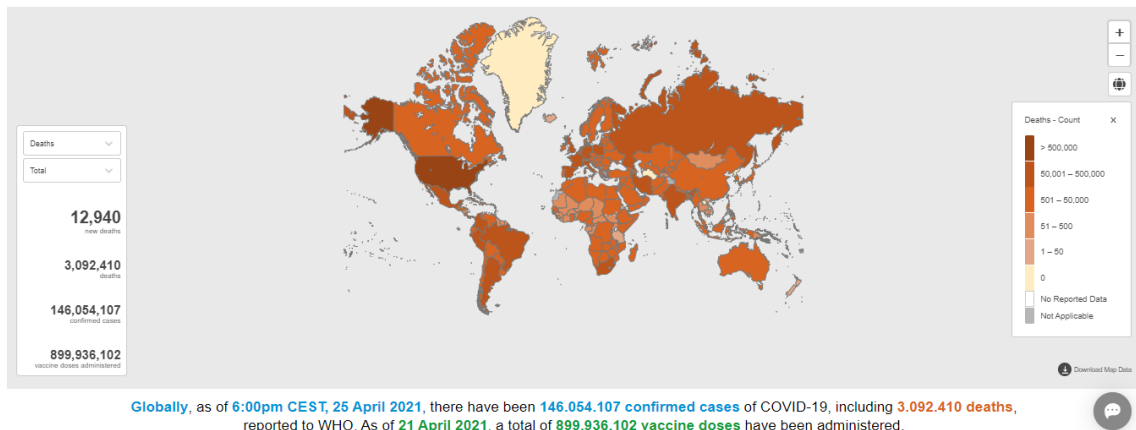 +
−
Deaths - Count x
> 500,000
50,001 – 500,000
501 – 50,000
51 – 500
1 – 50
0
No Reported Data
Not Applicable
Deaths
Total
12,940
new deaths
3,092,410
deaths
146,054,107
confirmed cases
899,936,102
vaccine doses administered
Download Map Data
Globally, as of 6:00pm CEST, 25 April 2021, there have been 146.054.107 confirmed cases of COVID-19, including 3.092.410 deaths,
reported to WHO. As of 21 April 2021, a total of 899.936.102 vaccine doses have been administered.